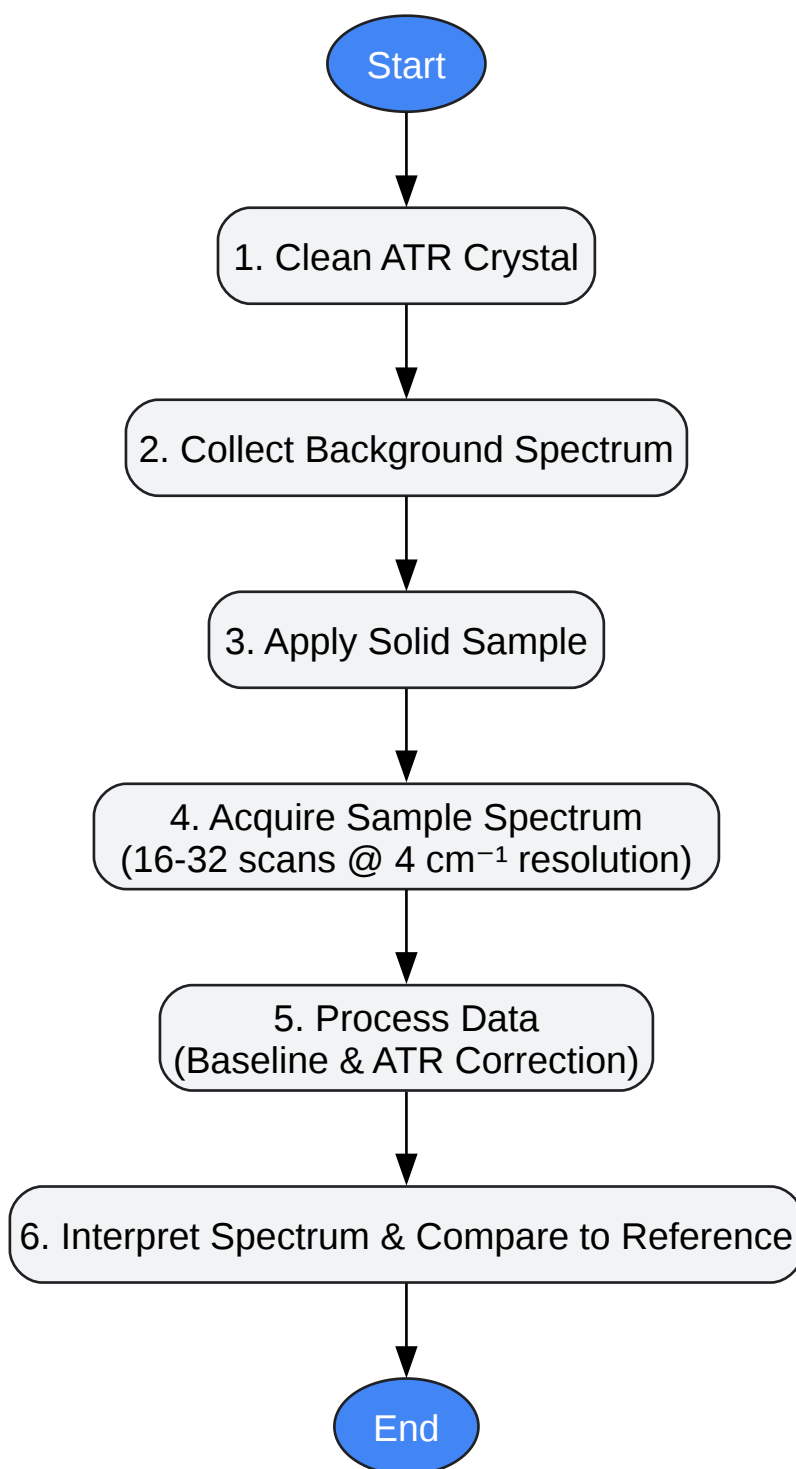 Start
1. Clean ATR Crystal
2. Collect Background Spectrum
3. Apply Solid Sample
4. Acquire Sample Spectrum
(16-32 scans @ 4 cm⁻¹ resolution)
5. Process Data
(Baseline & ATR Correction)
6. Interpret Spectrum & Compare to Reference
End